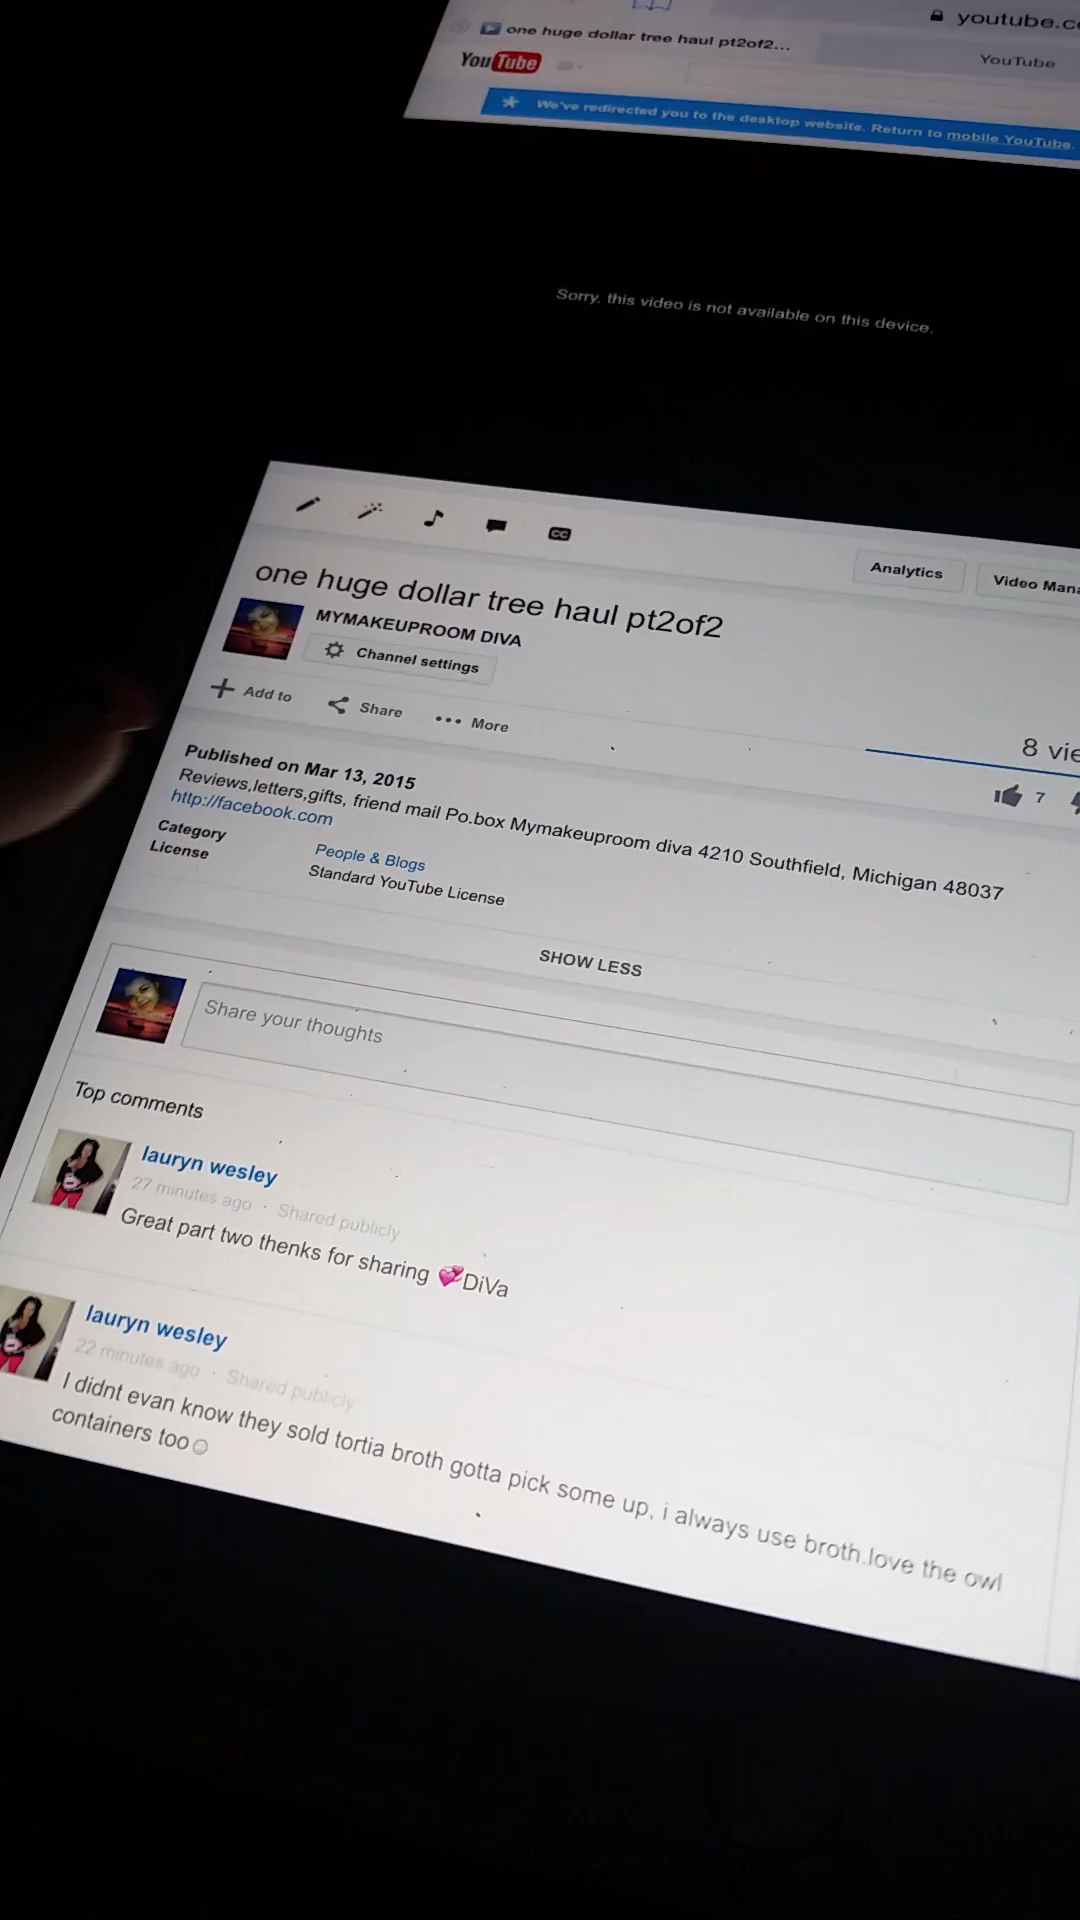 youtube.c
one huge dollar tree haul pt2of2...
YouTube
YouTube
We've redirected you to the desktop website. Return to mobile YouTube.
Sorry, this video is not available on this device.
CC
Analytics
Video Mana
one huge dollar tree haul pt2of2
MYMAKEUPROOM DIVA
Channel settings
Add to
Share
More
8 vie
7
Published on Mar 13, 2015
Reviews,letters,gifts, friend mail Po.box Mymakeuproom diva 4210 Southfield, Michigan 48037
http://facebook.com
Category
People & Blogs
License
Standard YouTube License
SHOW LESS
Share your thoughts
Top comments
lauryn wesley
27 minutes ago · Shared publicly
Great part two thenks for sharing 💞DiVa
lauryn wesley
22 minutes ago · Shared publicly
I didnt evan know they sold tortia broth gotta pick some up, i always use broth.love the owl
containers too☺